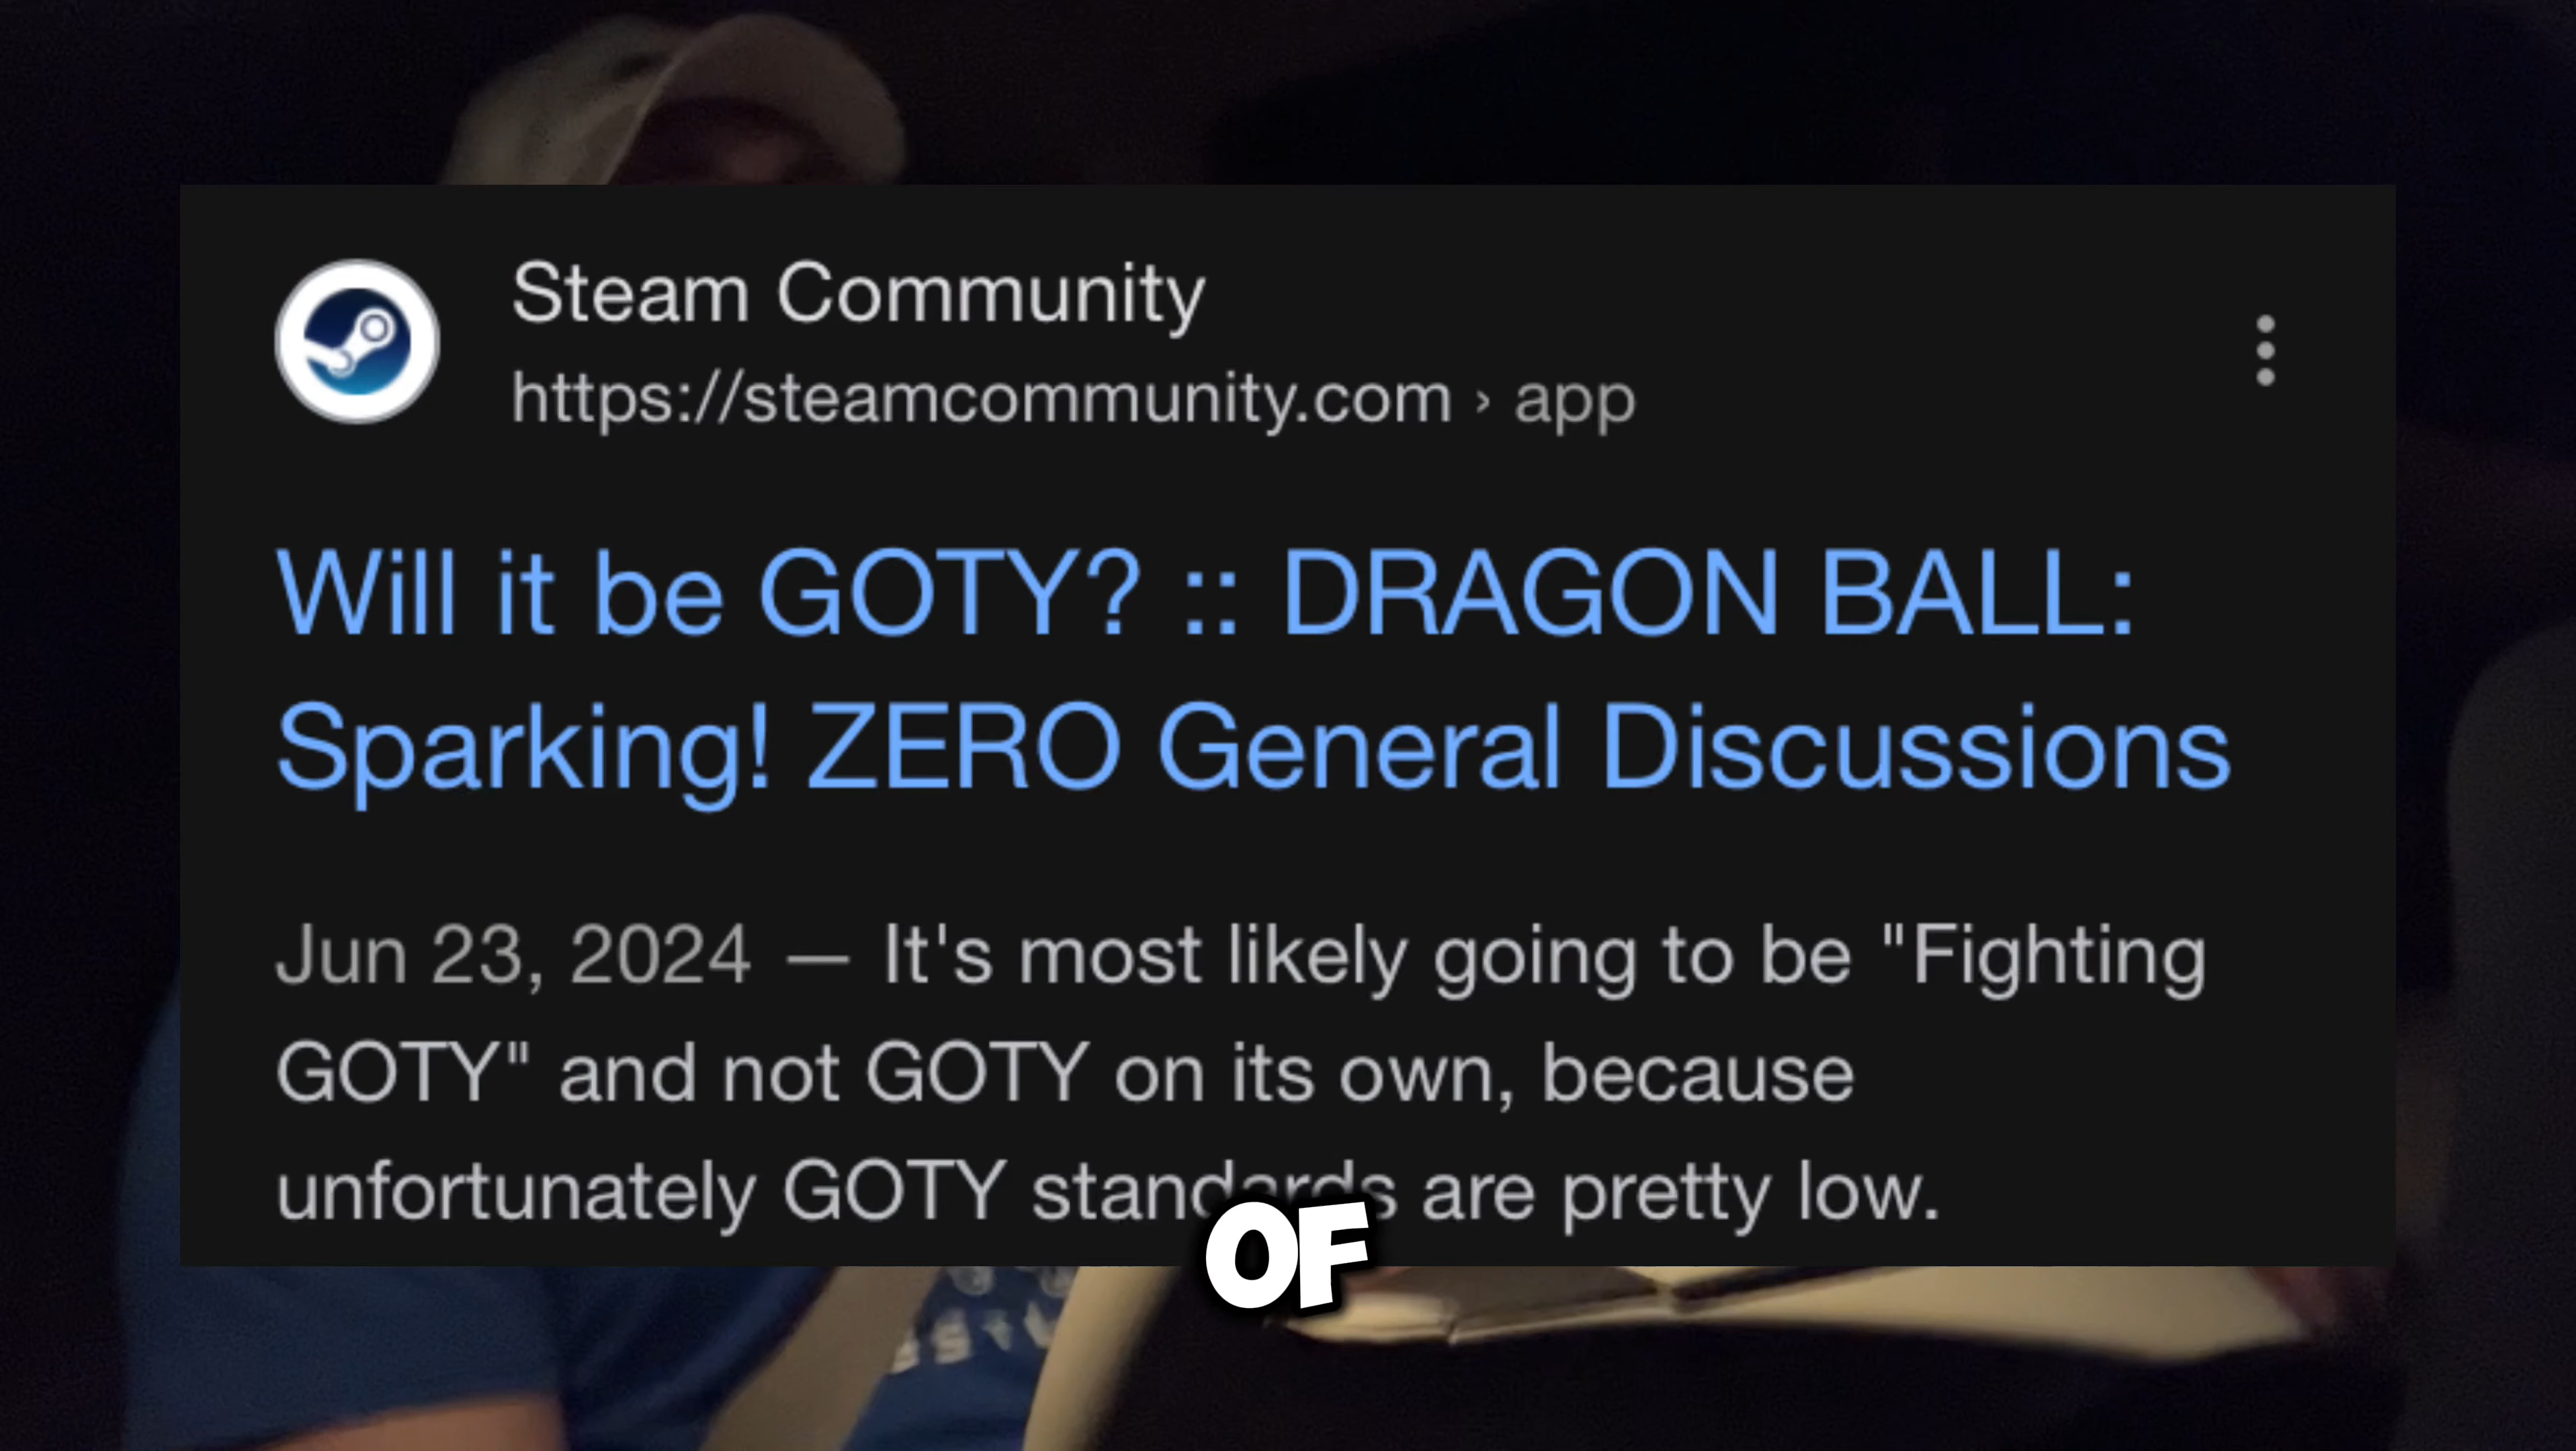 Steam Community
https://steamcommunity.com › app
Will it be GOTY? :: DRAGON BALL:
Sparking! ZERO General Discussions
Jun 23, 2024 — It's most likely going to be "Fighting
GOTY" and not GOTY on its own, because
unfortunately GOTY standards are pretty low.
OF